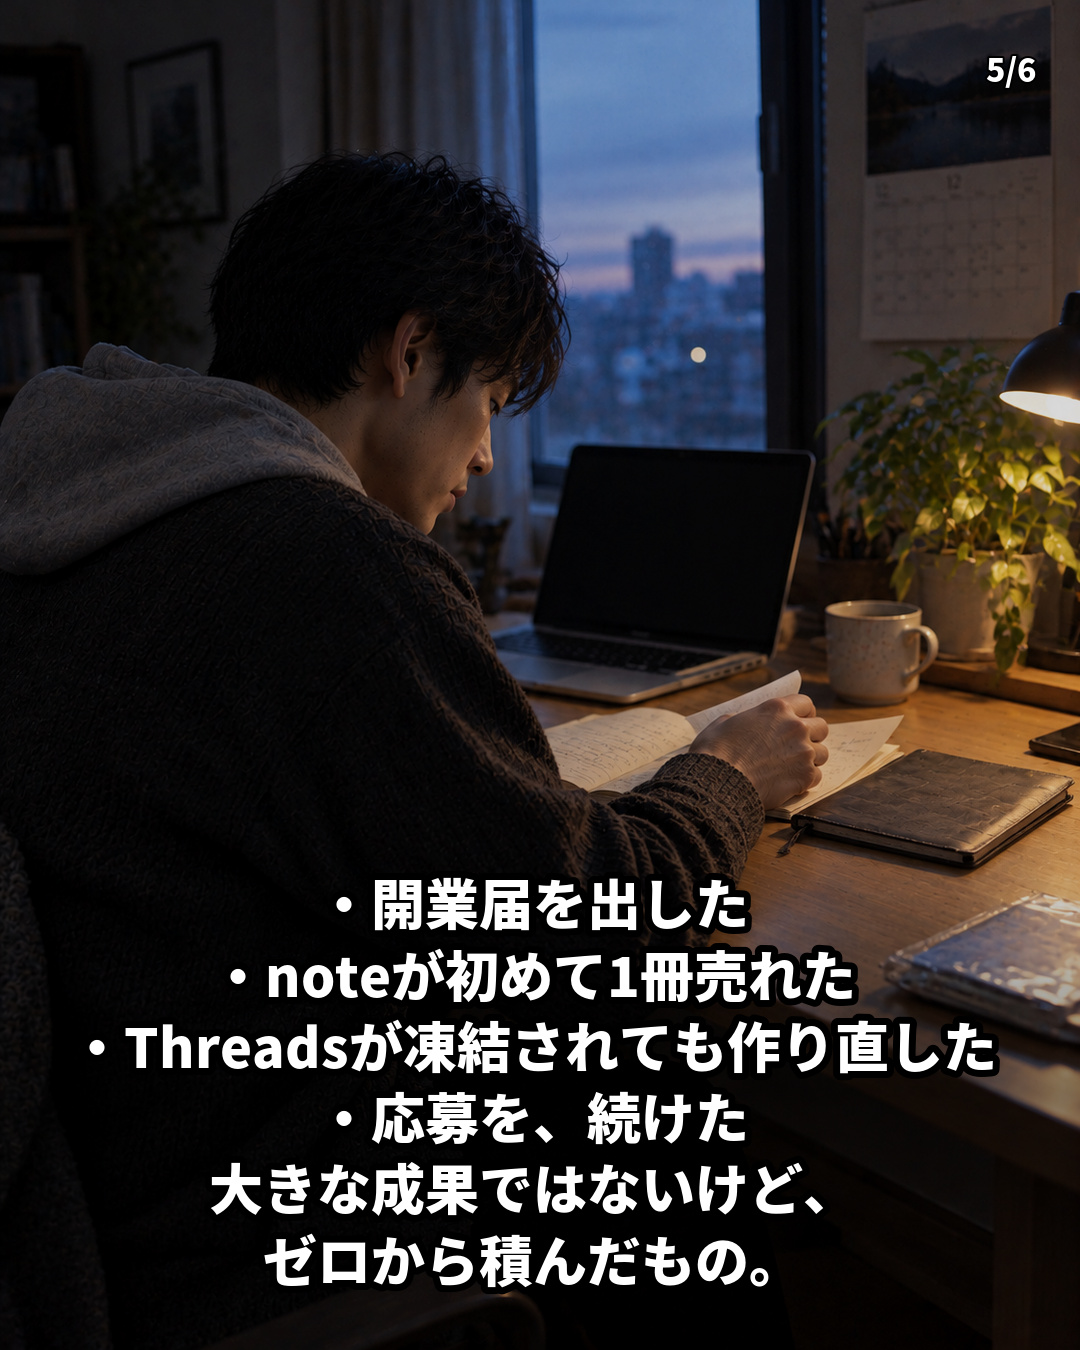 5/6
・開業届を出した
・noteが初めて1冊売れた
・Threadsが凍結されても作り直した
・応募を、続けた
大きな成果ではないけど、
ゼロから積んだもの。